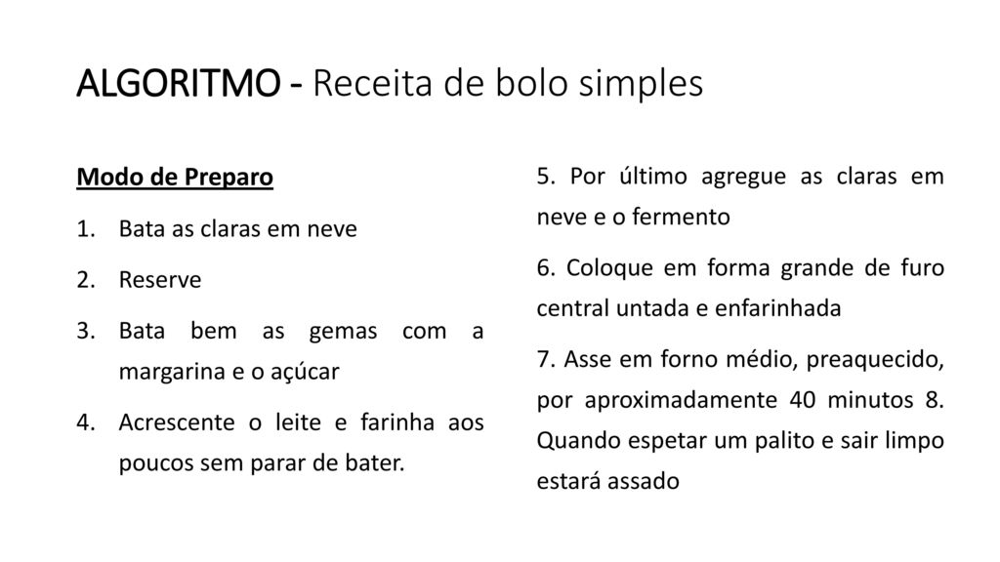 ALGORITMO - Receita de bolo simples
Modo de Preparo
1. Bata as claras em neve
2. Reserve
3. Bata bem as gemas com a
margarina e o açúcar
4. Acrescente o leite e farinha aos
poucos sem parar de bater.
5. Por último agregue as claras em
neve e o fermento
6. Coloque em forma grande de furo
central untada e enfarinhada
7. Asse em forno médio, preaquecido,
por aproximadamente 40 minutos 8.
Quando espetar um palito e sair limpo
estará assado